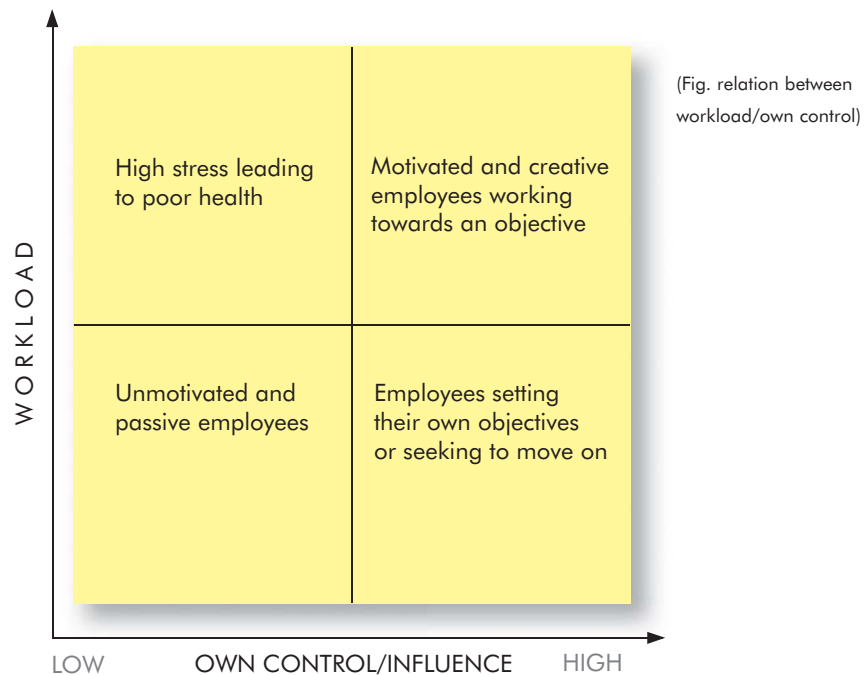 (Fig. relation between
workload/own control)
High stress leading
to poor health
Motivated and creative
employees working
towards an objective
WORKLOAD
Unmotivated and
passive employees
Employees setting
their own objectives
or seeking to move on
LOW
OWN CONTROL/INFLUENCE
HIGH